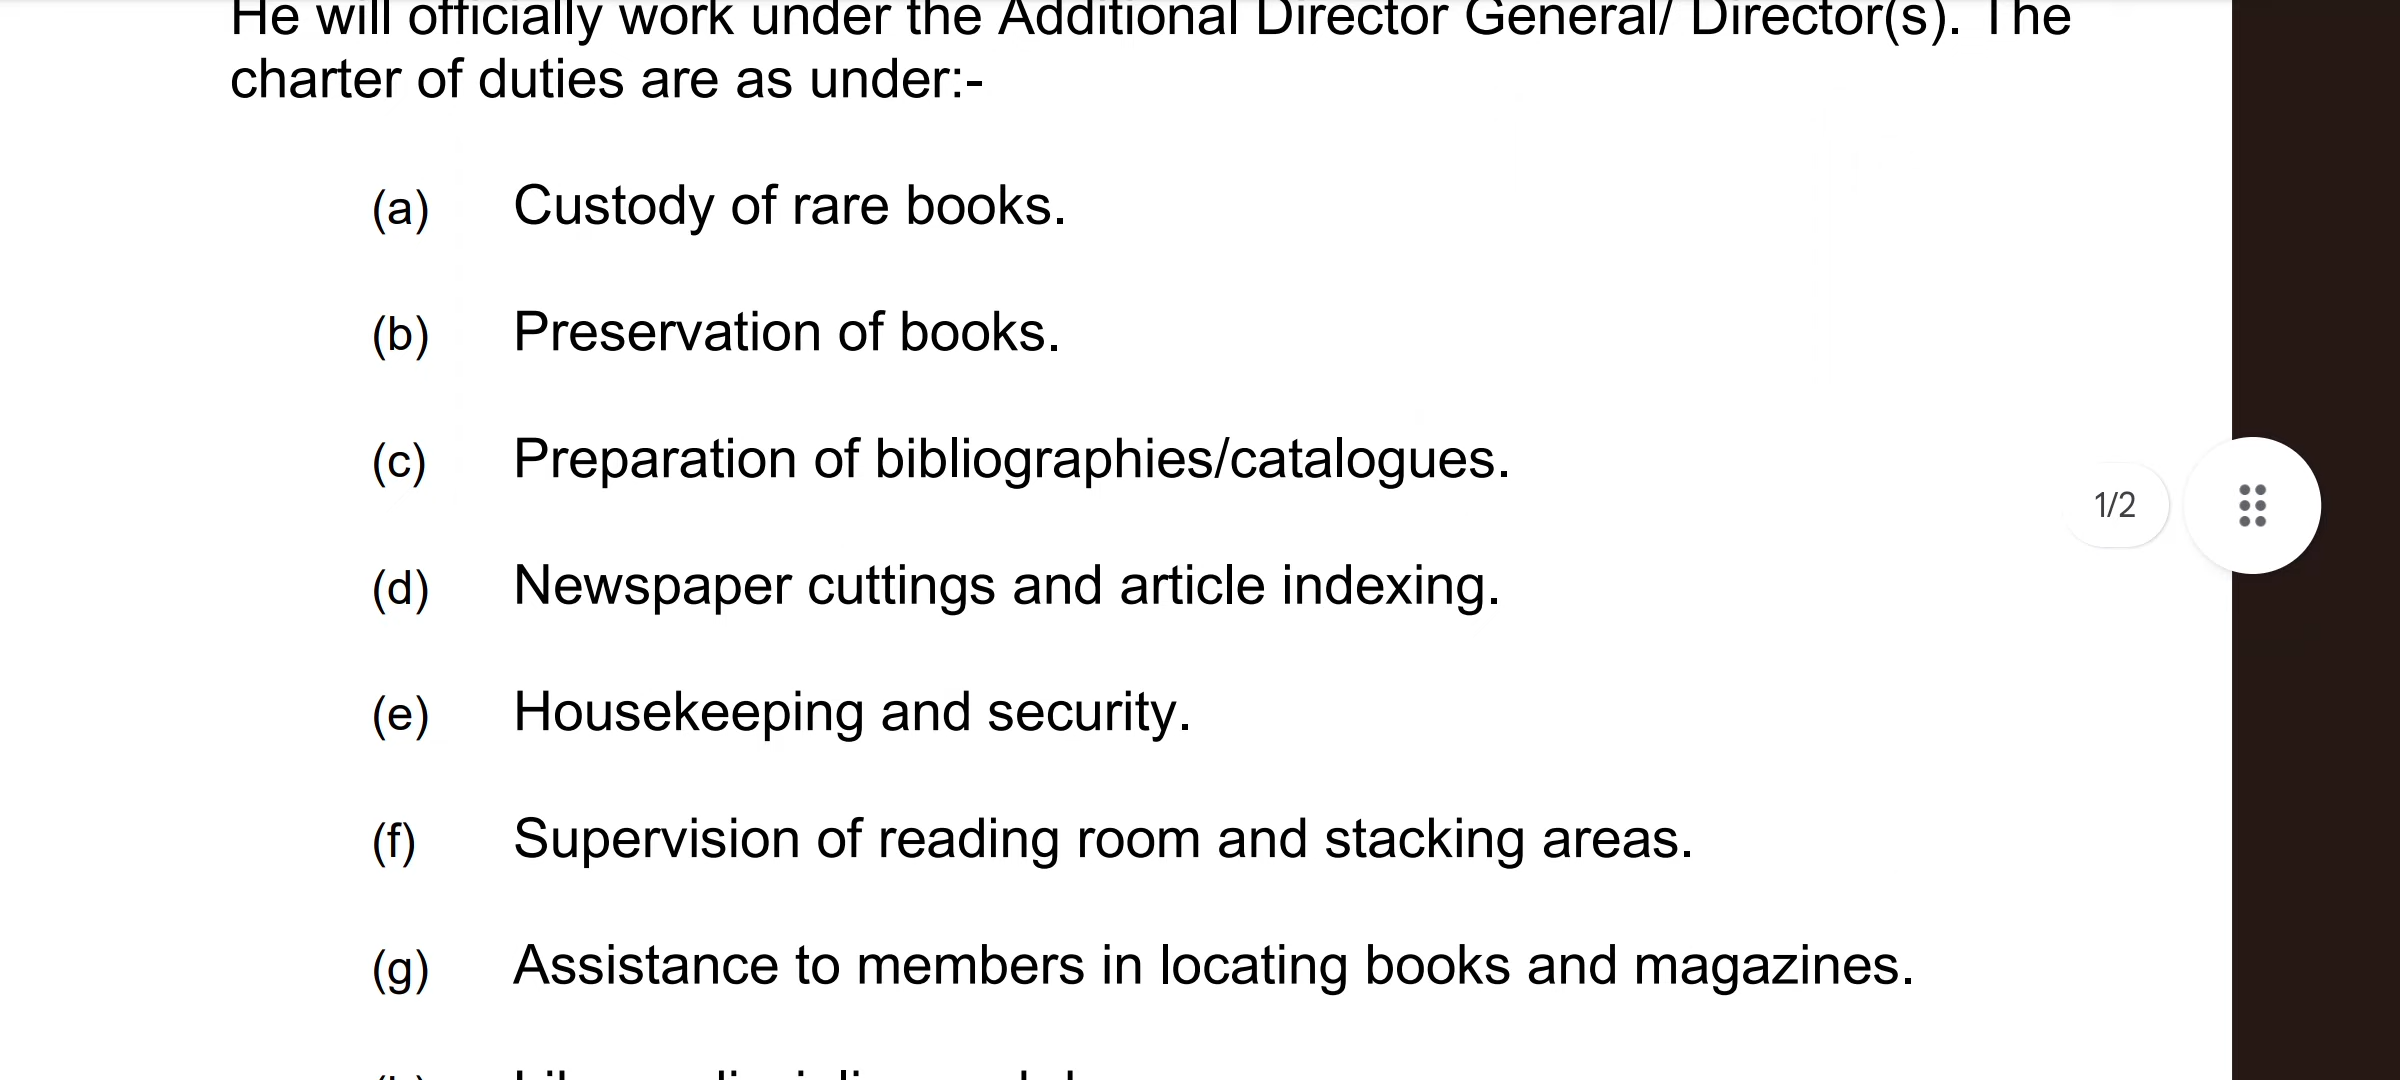 He will officially work under the Additional Director General/ Director(s). The
charter of duties are as under:-
(a) Custody of rare books.
(b) Preservation of books.
(c) Preparation of bibliographies/catalogues.
(d) Newspaper cuttings and article indexing.
1/2
(e) Housekeeping and security.
(f) Supervision of reading room and stacking areas.
(g) Assistance to members in locating books and magazines.